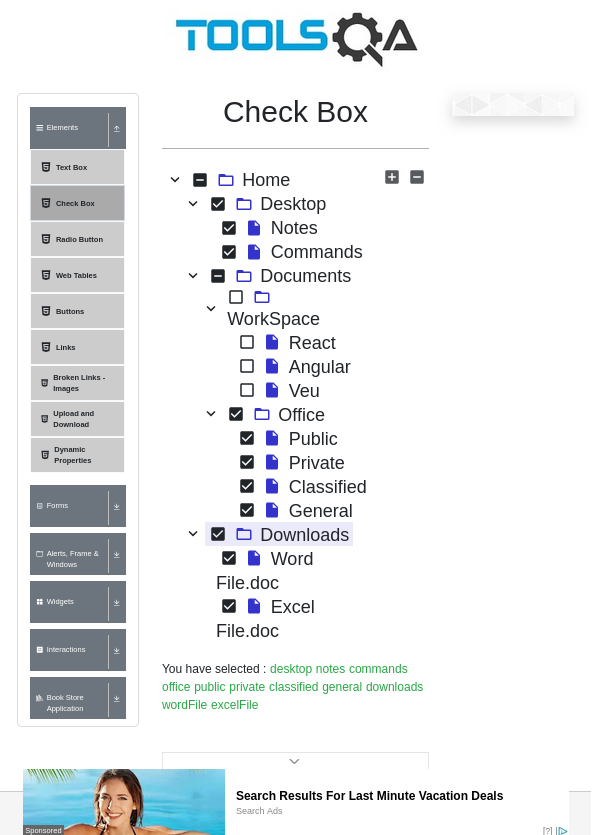 TOOLSQA
Elements
Text Box
Check Box
Radio Button
Web Tables
Buttons
Links
Broken Links -
Images
Upload and
Download
Dynamic
Properties
Forms
Alerts, Frame &
Windows
Widgets
Interactions
Book Store
Application
Check Box
Home
Desktop
Notes
Commands
Documents
WorkSpace
React
Angular
Veu
Office
Public
Private
Classified
General
Downloads
Word
File.doc
Excel
File.doc
You have selected : desktop notes commands
office public private classified general downloads
wordFile excelFile
Search Results For Last Minute Vacation Deals
Search Ads
Sponsored
[?]